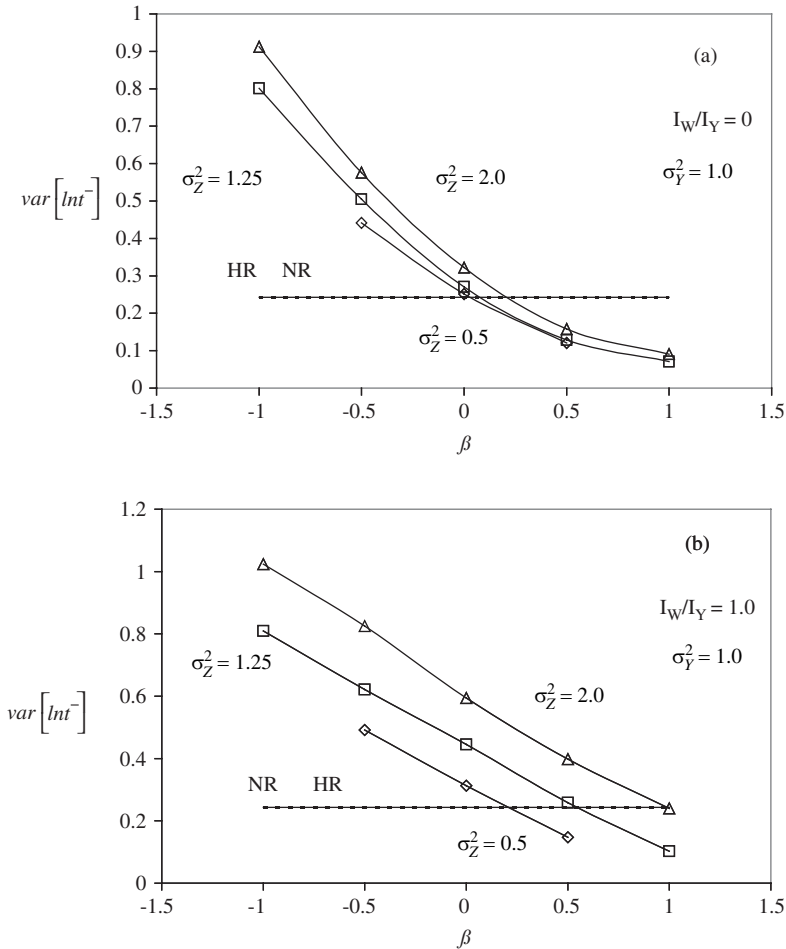 1
0.9
(a)
0.8
0.7
I_W/I_Y = 0
0.6
var[lnt⁻]
σ²_Z = 1.25
σ²_Z = 2.0
σ²_Y = 1.0
0.5
0.4
0.3
HR NR
0.2
σ²_Z = 0.5
0.1
0
-1.5 -1 -0.5 0 0.5 1 1.5
ß
1.2
(b)
1
I_W/I_Y = 1.0
0.8
σ²_Z = 1.25
σ²_Y = 1.0
σ²_Z = 2.0
0.6
var[lnt⁻]
0.4
NR HR
0.2
σ²_Z = 0.5
0
-1.5 -1 -0.5 0 0.5 1 1.5
ß